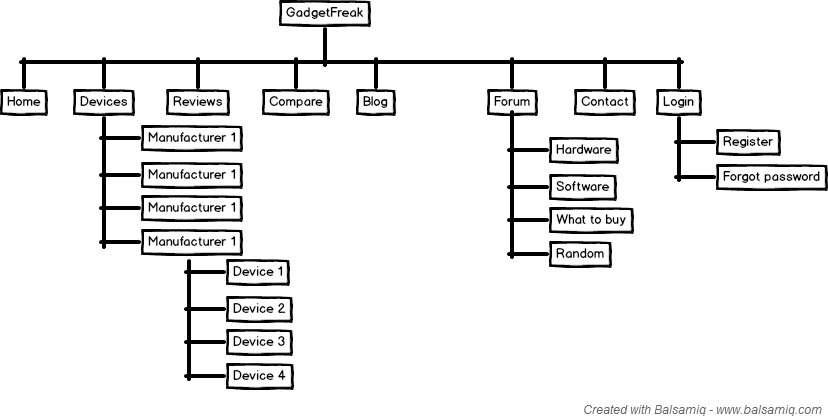 GadgetFreak
Home
Devices
Reviews
Compare
Blog
Forum
Contact
Login
Manufacturer 1
Manufacturer 1
Manufacturer 1
Manufacturer 1
Device 1
Device 2
Device 3
Device 4
Hardware
Software
What to buy
Random
Register
Forgot password
Created with Balsamiq - www.balsamiq.com